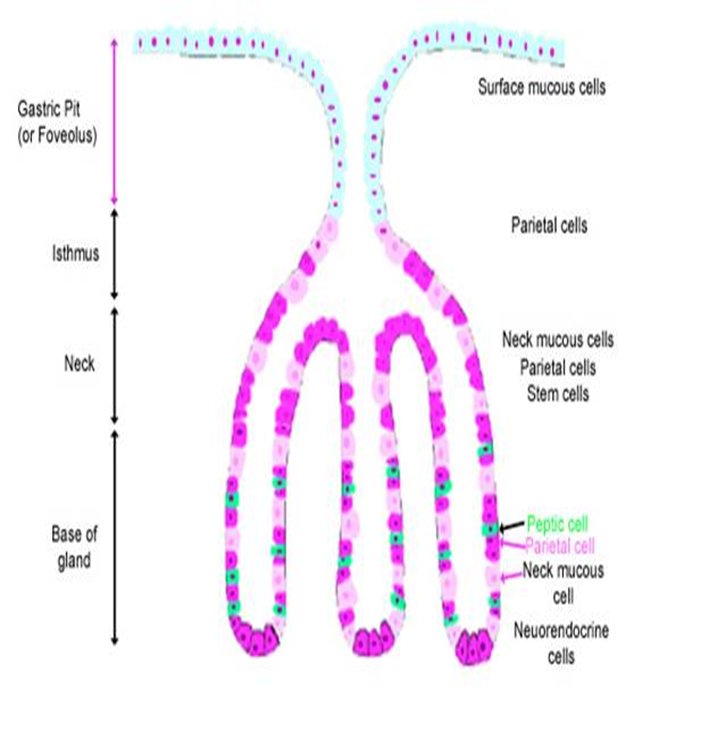 Gastric Pit
(or Foveolus)
Isthmus
Neck
Base of
gland
Surface mucous cells
Parietal cells
Neck mucous cells
Parietal cells
Stem cells
Peptic cell
Parietal cell
Neck mucous
cell
Neuorendocrine
cells